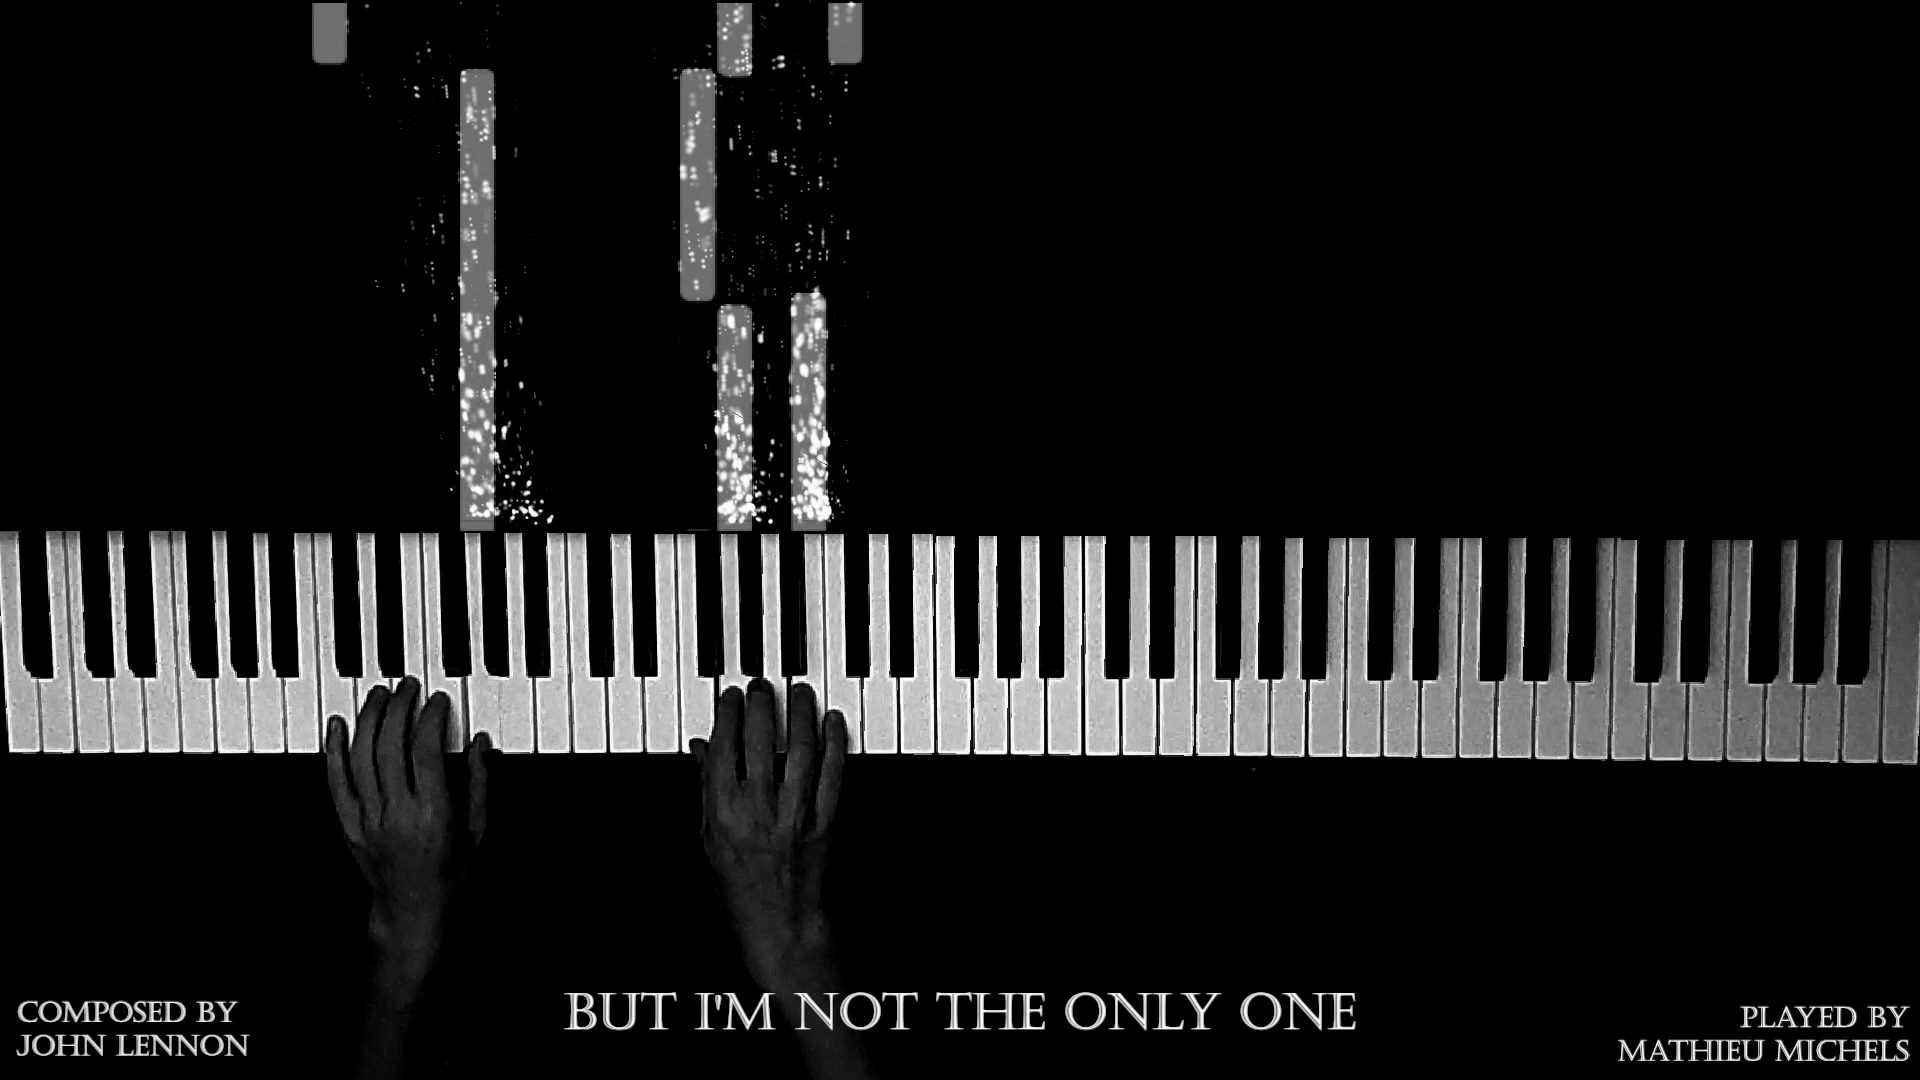 BUT I'M NOT THE ONLY ONE
COMPOSED BY
JOHN LENNON
PLAYED BY
MATHIEU MICHELS